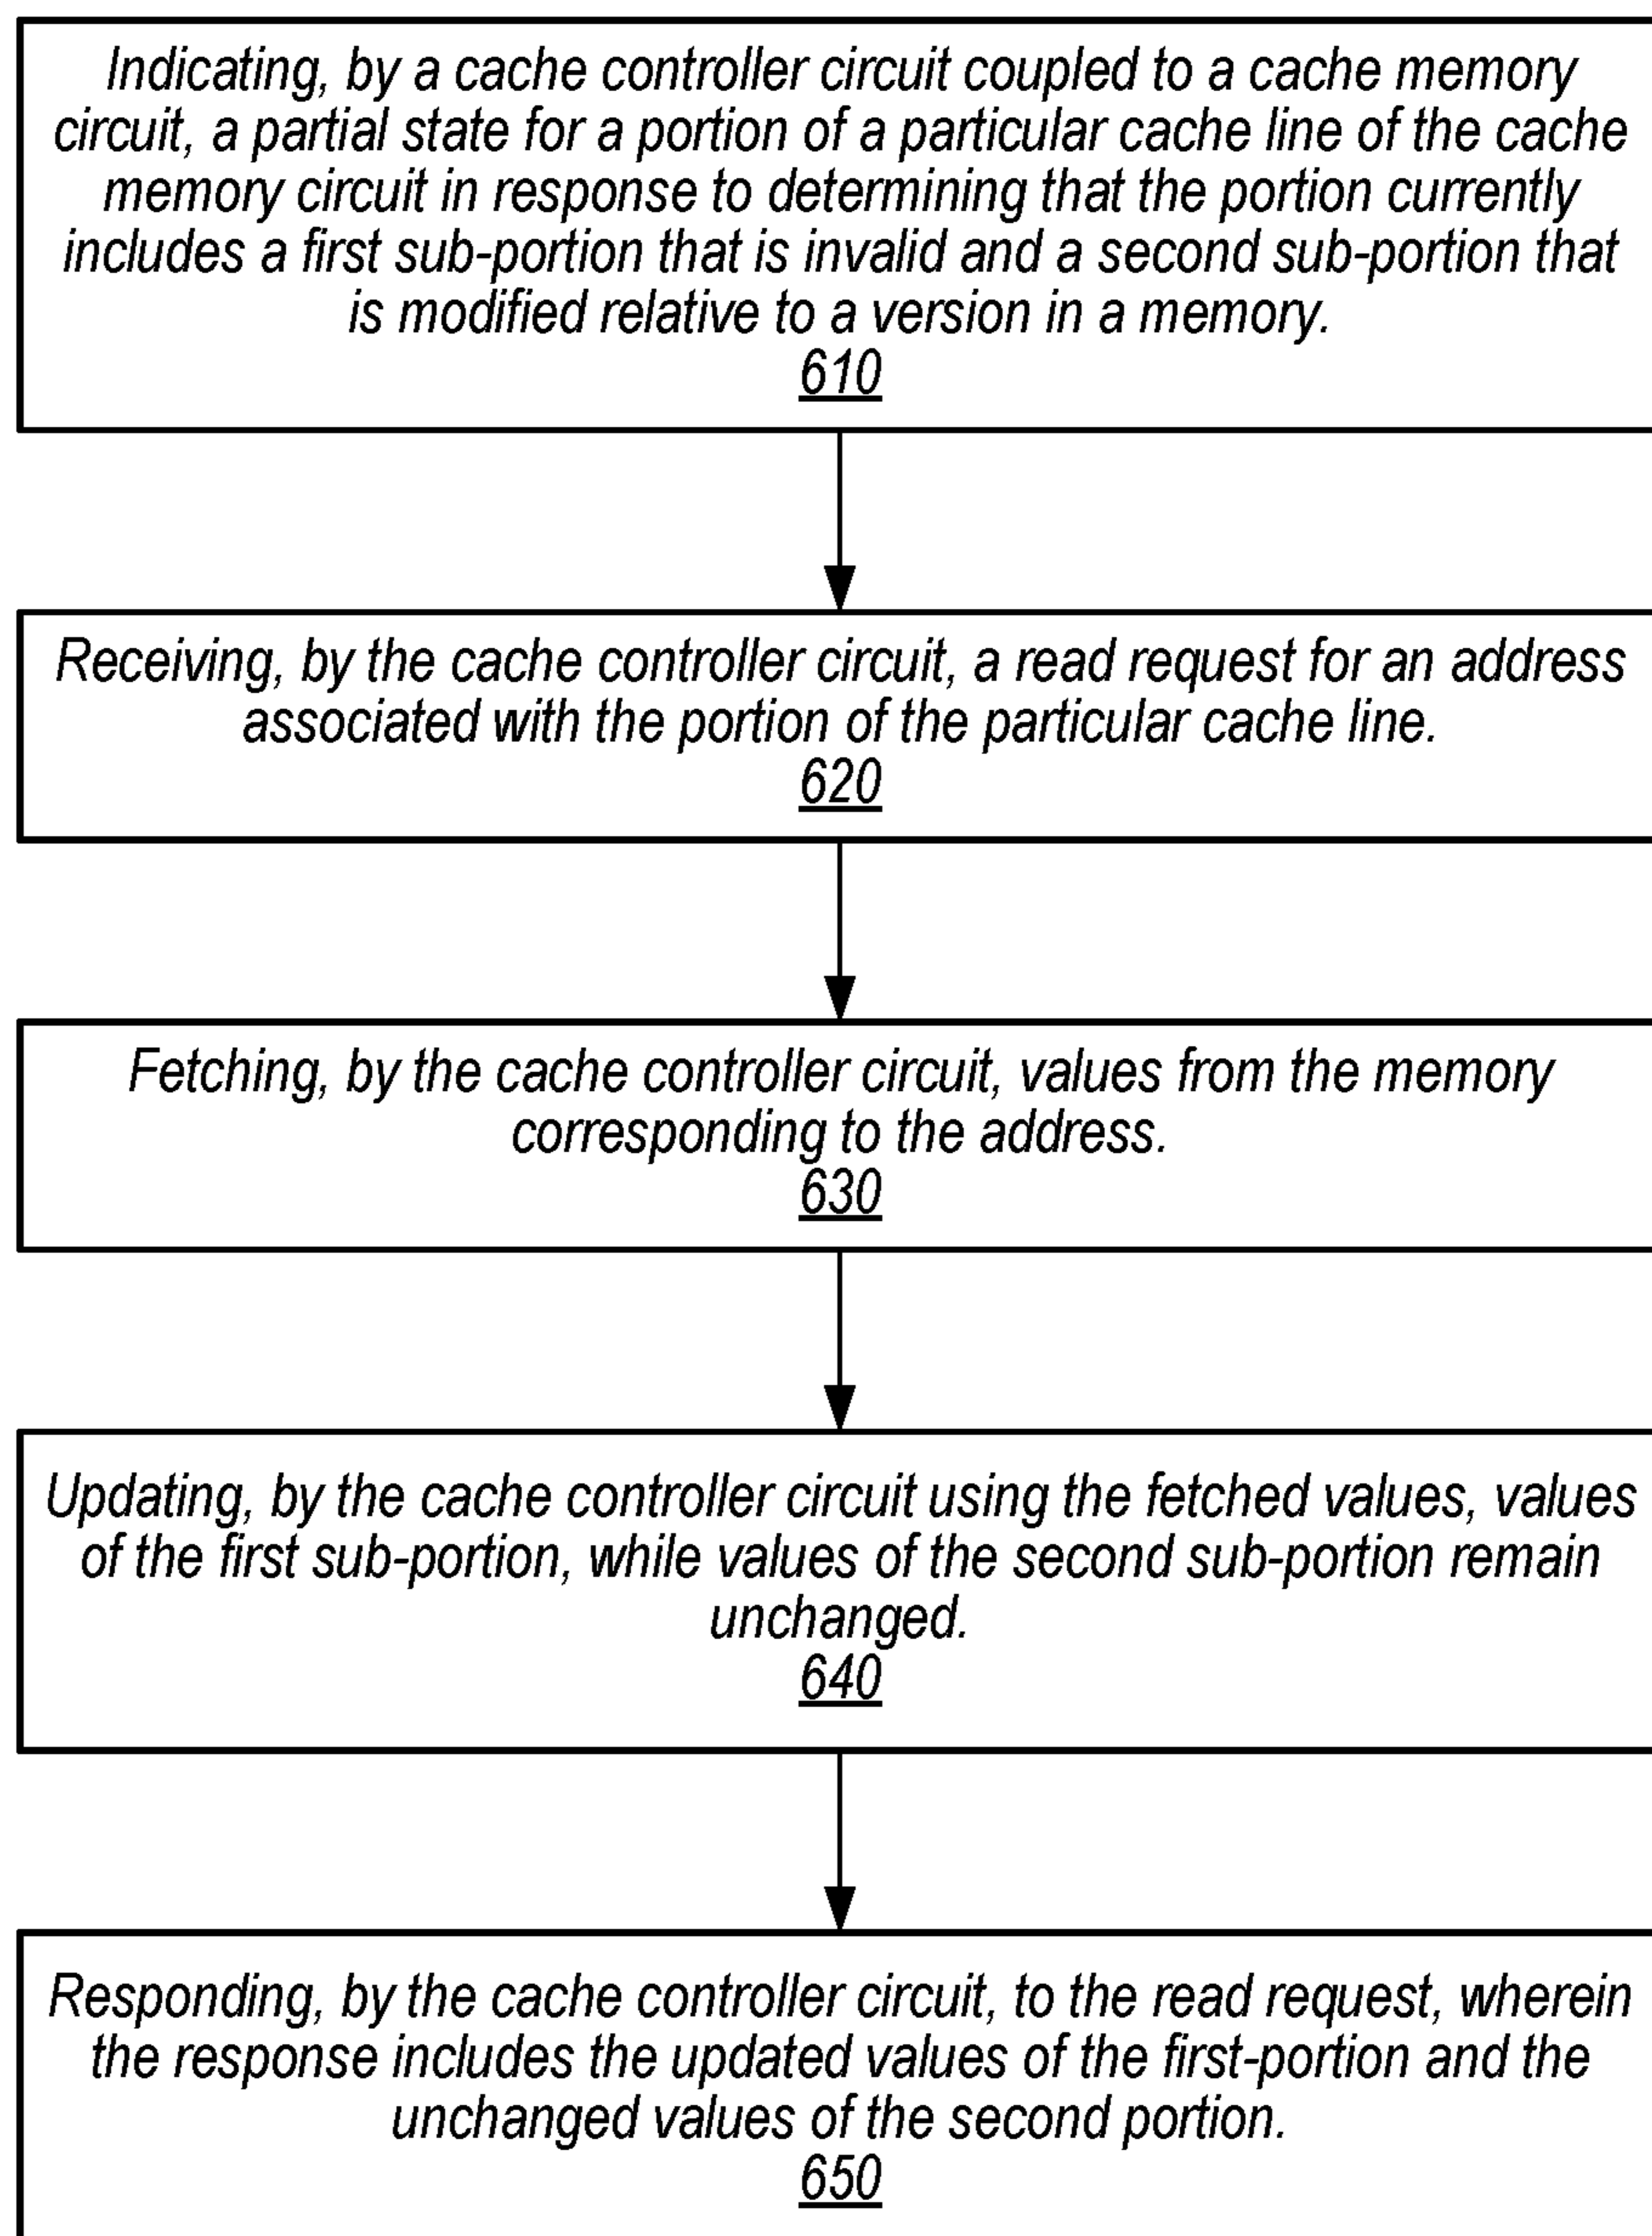 Indicating, by a cache controller circuit coupled to a cache memory
circuit, a partial state for a portion of a particular cache line of the cache
memory circuit in response to determining that the portion currently
includes a first sub-portion that is invalid and a second sub-portion that
is modified relative to a version in a memory.
610
Receiving, by the cache controller circuit, a read request for an address
associated with the portion of the particular cache line.
620
Fetching, by the cache controller circuit, values from the memory
corresponding to the address.
630
Updating, by the cache controller circuit using the fetched values, values
of the first sub-portion, while values of the second sub-portion remain
unchanged.
640
Responding, by the cache controller circuit, to the read request, wherein
the response includes the updated values of the first-portion and the
unchanged values of the second portion.
650